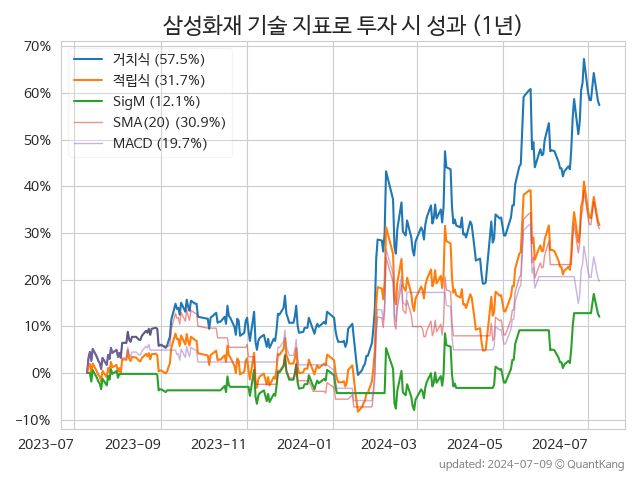 삼성화재 기술 지표로 투자 시 성과 (1년)
70%
60%
50%
40%
30%
20%
10%
0%
−10%
거치식 (57.5%)
적립식 (31.7%)
SigM (12.1%)
SMA(20) (30.9%)
MACD (19.7%)
2023-07
2023-09
2023-11
2024-01
2024-03
2024-05
2024-07
updated: 2024-07-09 ⓒ QuantKang